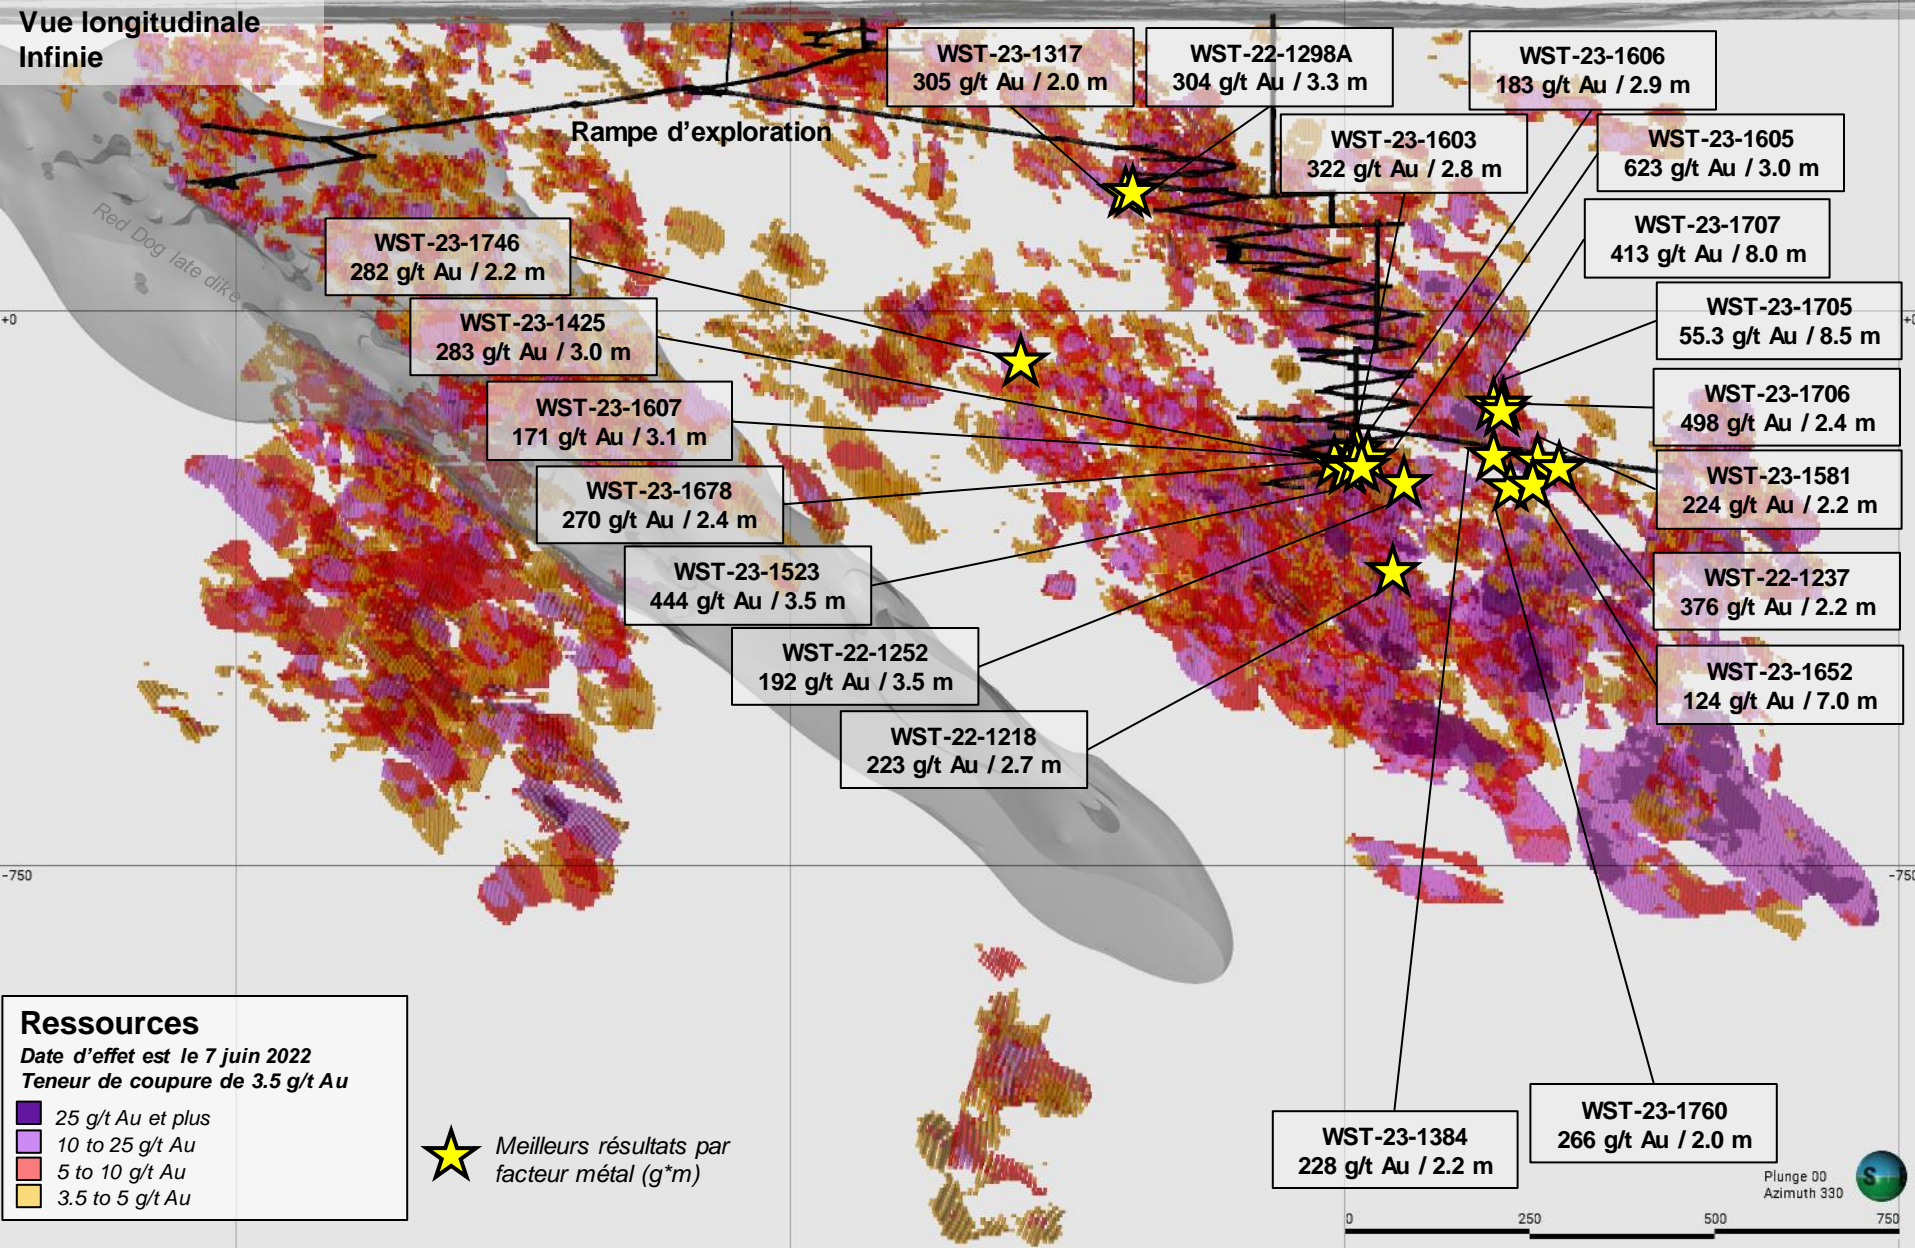 Vue longitudinale
Infinie
WST-23-1317
305 g/t Au / 2.0 m
WST-22-1298A
304 g/t Au / 3.3 m
WST-23-1606
183 g/t Au / 2.9 m
Rampe d'exploration
WST-23-1603
322 g/t Au / 2.8 m
WST-23-1605
623 g/t Au / 3.0 m
Red Dog late dike
WST-23-1746
282 g/t Au / 2.2 m
WST-23-1707
413 g/t Au / 8.0 m
+0
WST-23-1425
283 g/t Au / 3.0 m
WST-23-1705
55.3 g/t Au / 8.5 m
WST-23-1607
171 g/t Au / 3.1 m
WST-23-1706
498 g/t Au / 2.4 m
WST-23-1678
270 g/t Au / 2.4 m
WST-23-1581
224 g/t Au / 2.2 m
WST-23-1523
444 g/t Au / 3.5 m
WST-22-1237
376 g/t Au / 2.2 m
WST-22-1252
192 g/t Au / 3.5 m
WST-23-1652
124 g/t Au / 7.0 m
WST-22-1218
223 g/t Au / 2.7 m
-750
-750
Ressources
Date d'effet est le 7 juin 2022
Teneur de coupure de 3.5 g/t Au
25 g/t Au et plus
10 to 25 g/t Au
5 to 10 g/t Au
3.5 to 5 g/t Au
Meilleurs résultats par
facteur métal (g*m)
WST-23-1384
228 g/t Au / 2.2 m
WST-23-1760
266 g/t Au / 2.0 m
Plunge 00
Azimuth 330
S
0 250 500 750